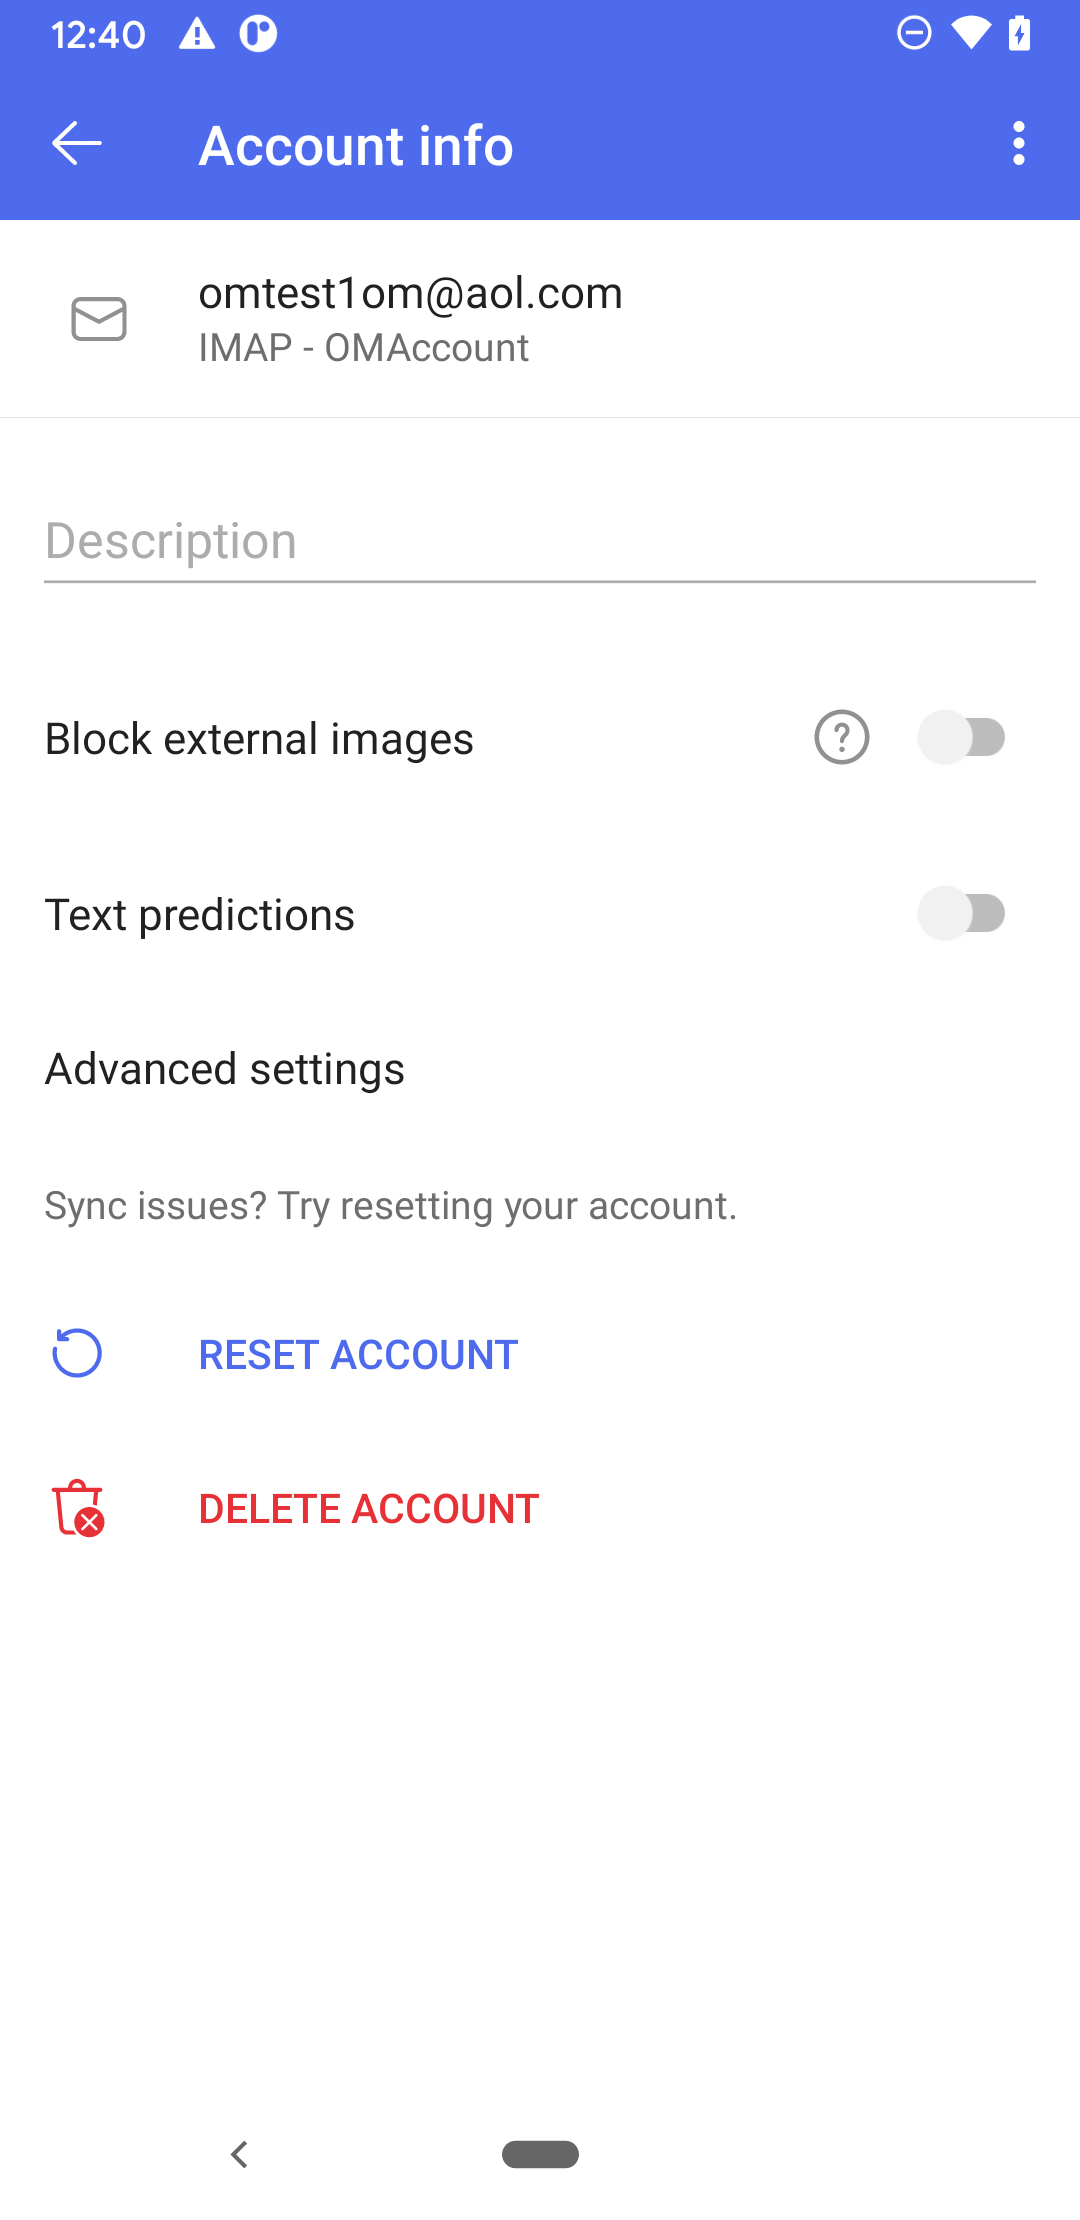 12:40
Account info
omtest1om@aol.com
IMAP - OMAccount
Description
Block external images
Text predictions
Advanced settings
Sync issues? Try resetting your account.
RESET ACCOUNT
DELETE ACCOUNT